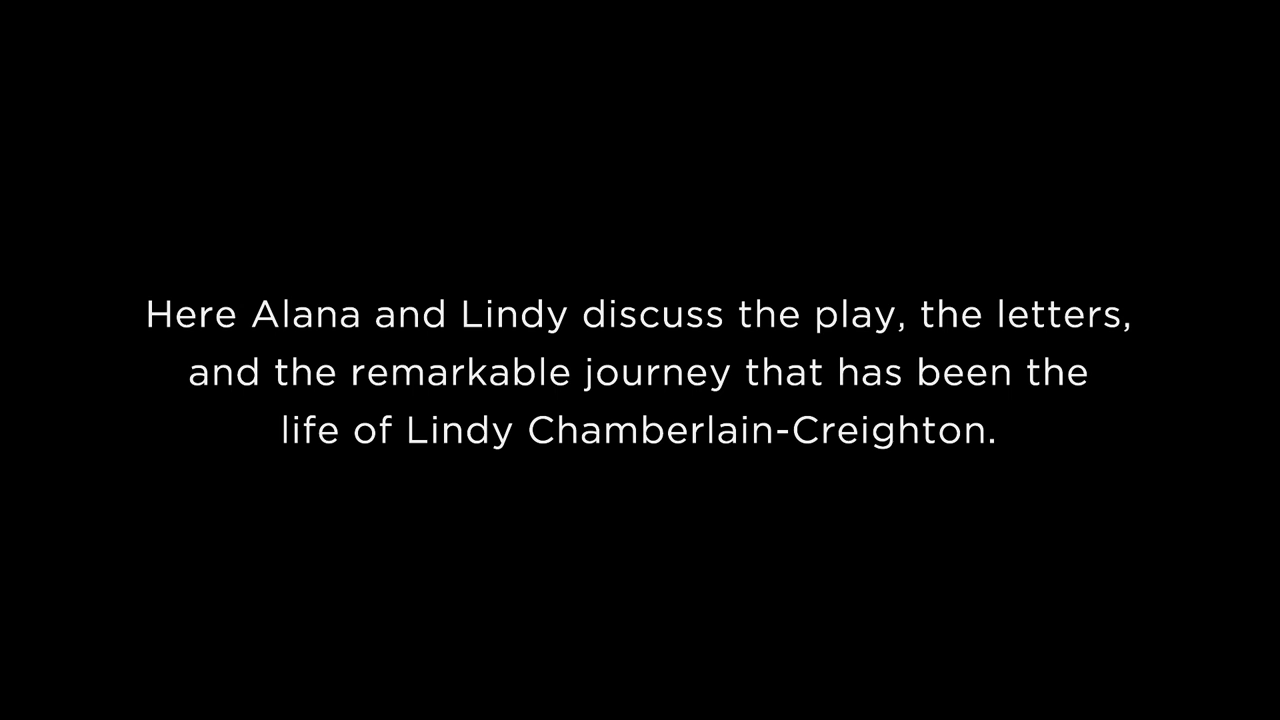 Here Alana and Lindy discuss the play, the letters,
and the remarkable journey that has been the
life of Lindy Chamberlain-Creighton.